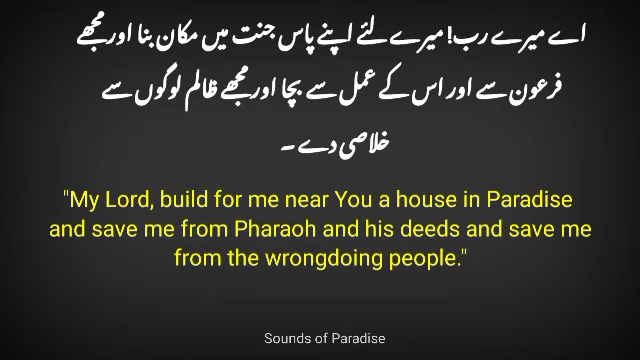 اے میرے رب! میرے لئے اپنے پاس جنت میں مکان بنا اور مجھے
فرعون سے اور اس کے عمل سے بچا اور مجھے ظالم لوگوں سے
خلاصی دے ۔
"My Lord, build for me near You a house in Paradise
and save me from Pharaoh and his deeds and save me
from the wrongdoing people."
Sounds of Paradise